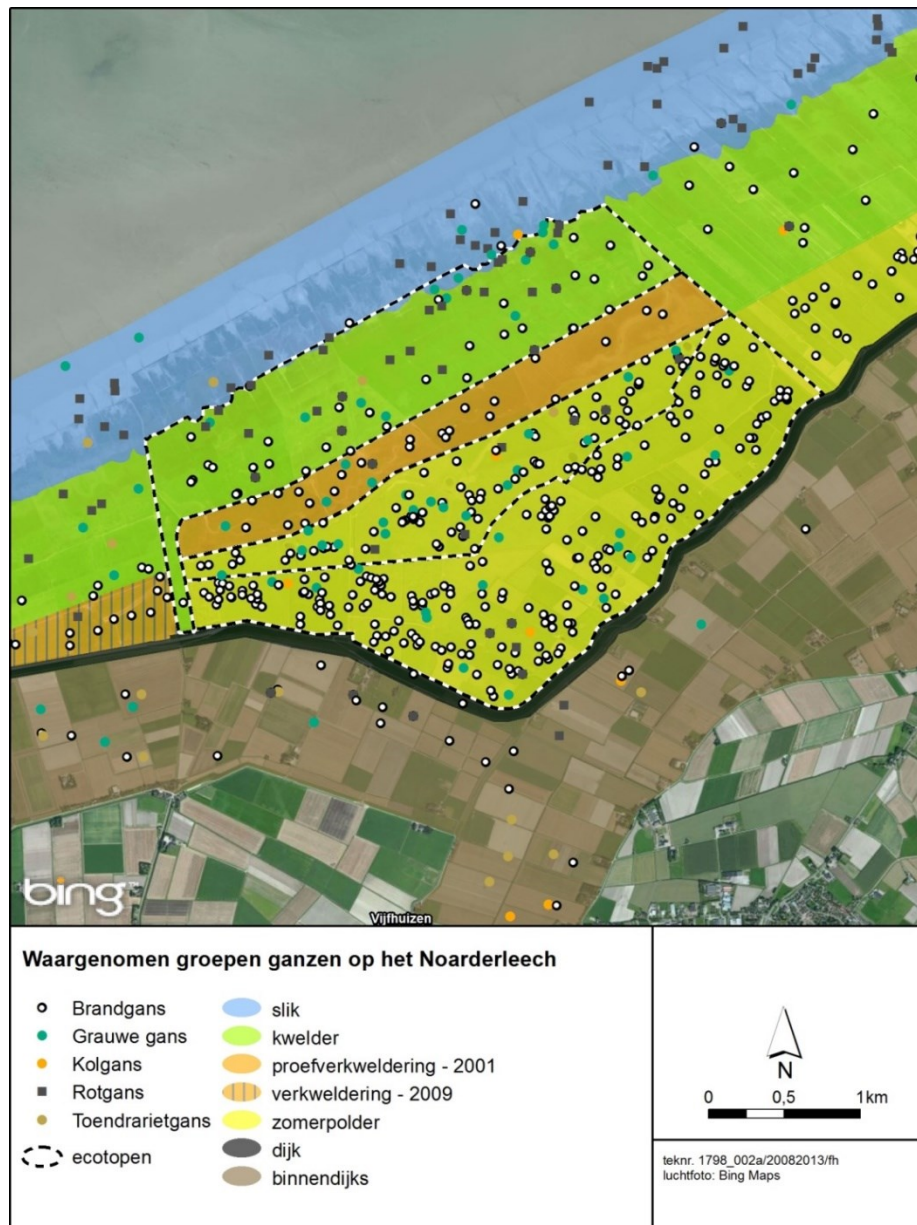 bing
Vijfhuizen
Waargenomen groepen ganzen op het Noarderleech
Brandgans
Grauwe gans
Kolgans
Rotgans
Toendrarietgans
ecotopen
slik
kwelder
proefverkweldering - 2001
verkweldering - 2009
zomerpolder
dijk
binnendijks
N
0 0,5 1km
teknr. 1798_002a/20082013/fh
luchtfoto: Bing Maps